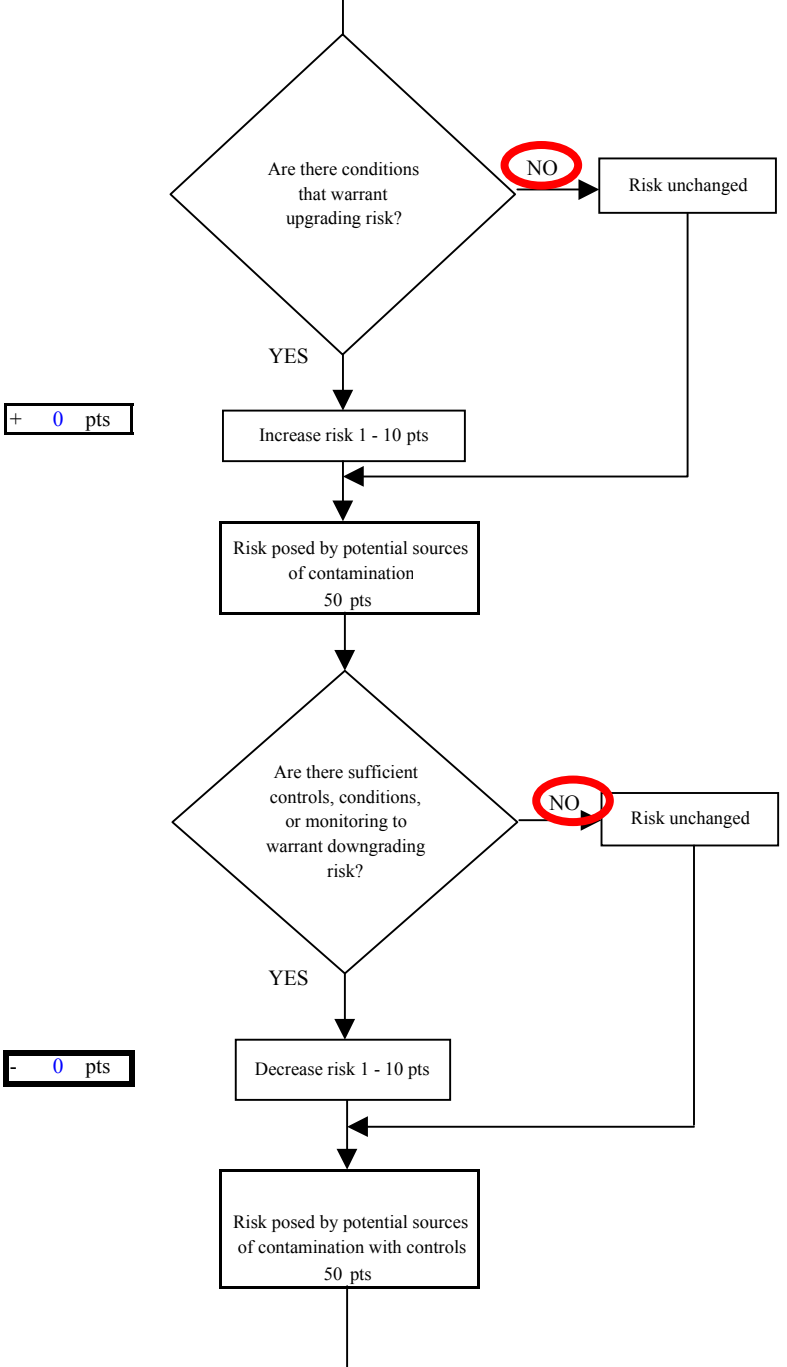 Are there conditions
that warrant
upgrading risk?
NO
Risk unchanged
YES
+ 0 pts
Increase risk 1 - 10 pts
Risk posed by potential sources
of contamination
50 pts
Are there sufficient
controls, conditions,
or monitoring to
warrant downgrading
risk?
NO
Risk unchanged
YES
- 0 pts
Decrease risk 1 - 10 pts
Risk posed by potential sources
of contamination with controls
50 pts